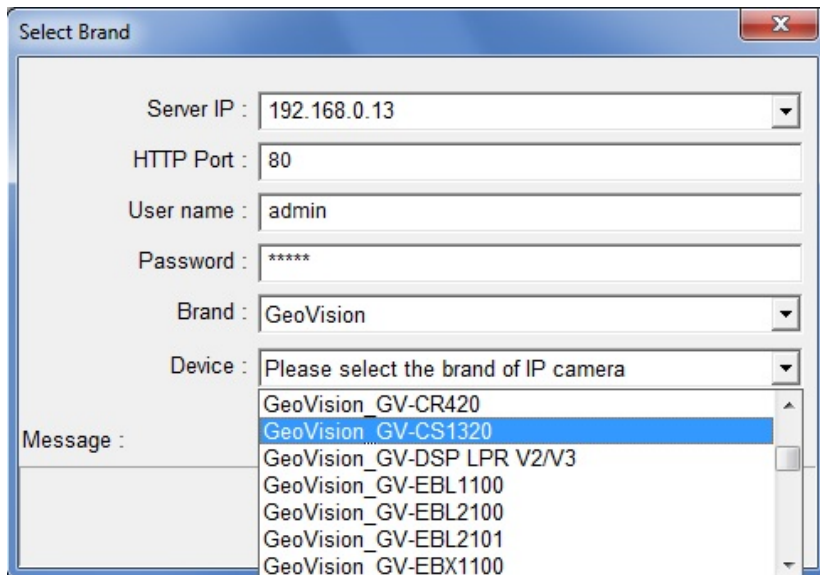 Select Brand
Server IP : 192.168.0.13
HTTP Port : 80
User name : admin
Password : *****
Brand : GeoVision
Device : Please select the brand of IP camera
GeoVision_GV-CR420
GeoVision_GV-CS1320
Message :
GeoVision_GV-DSP LPR V2/V3
GeoVision_GV-EBL1100
GeoVision_GV-EBL2100
GeoVision_GV-EBL2101
GeoVision_GV-EBX1100